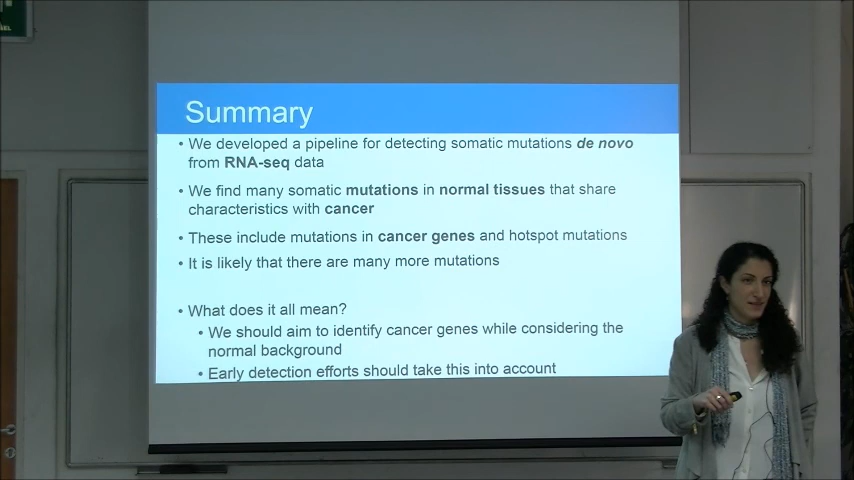 Summary
• We developed a pipeline for detecting somatic mutations de novo
from RNA-seq data
• We find many somatic mutations in normal tissues that share
characteristics with cancer
• These include mutations in cancer genes and hotspot mutations
• It is likely that there are many more mutations
• What does it all mean?
• We should aim to identify cancer genes while considering the
normal background
• Early detection efforts should take this into account